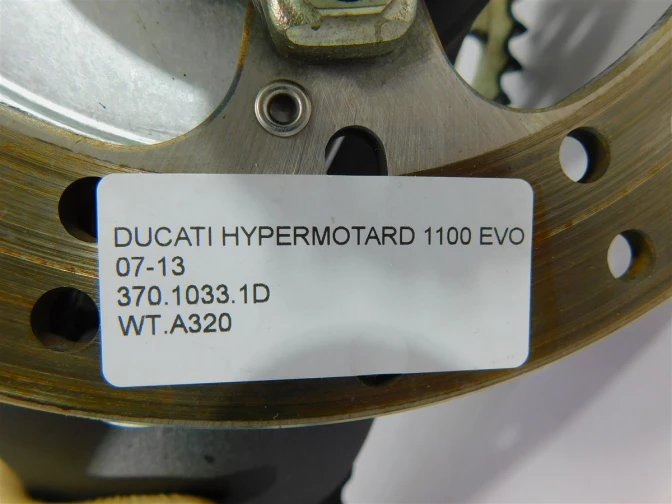 DUCATI HYPERMOTARD 1100 EVO
07-13
370.1033.1D
WT.A320